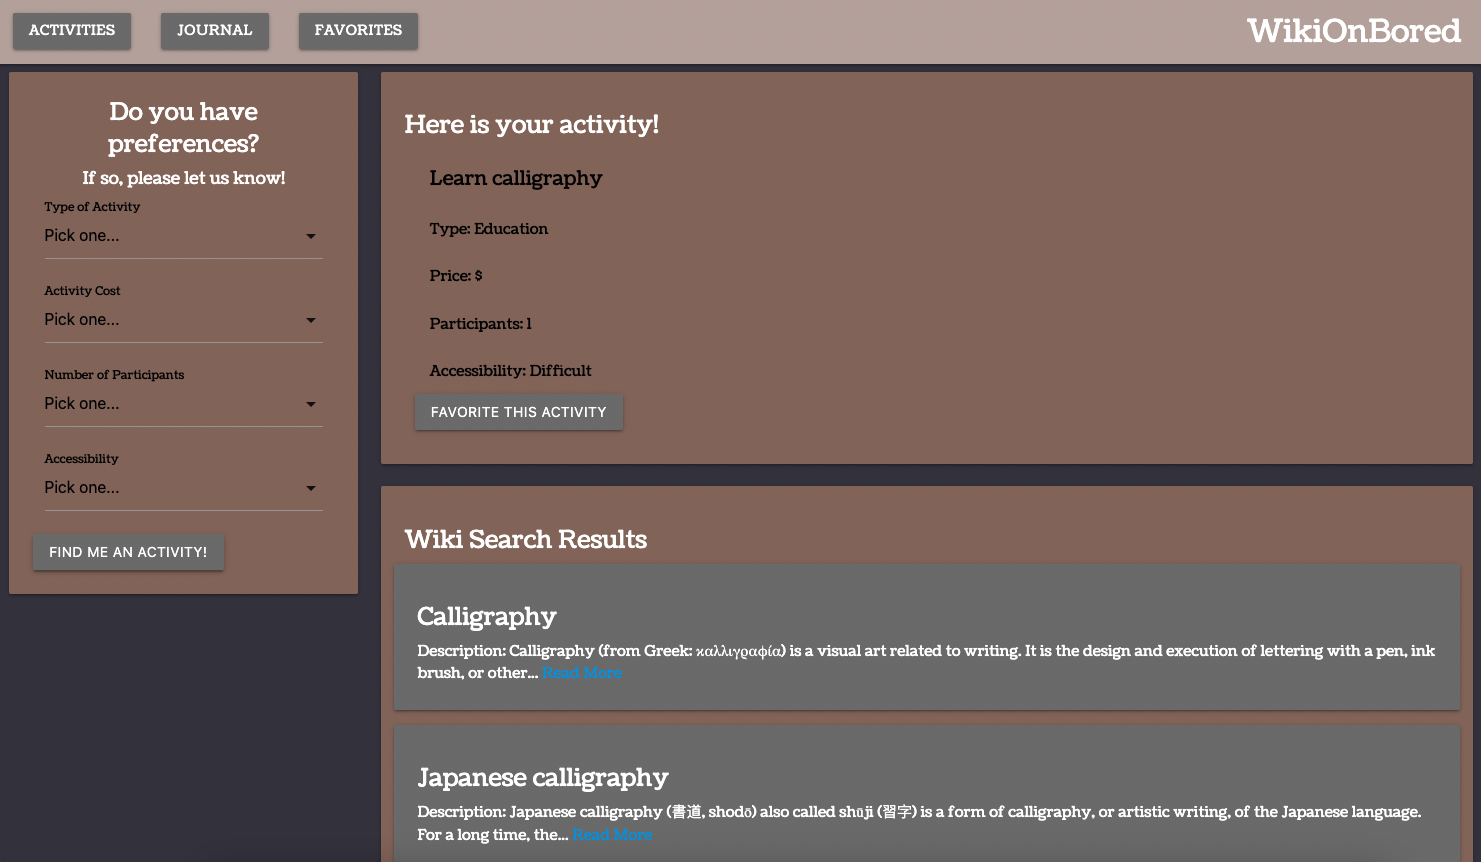 ACTIVITIES
JOURNAL
FAVORITES
WikiOnBored
Do you have
preferences?
If so, please let us know!
Type of Activity
Pick one...
Activity Cost
Pick one...
Number of Participants
Pick one...
Accessibility
Pick one...
FIND ME AN ACTIVITY!
Here is your activity!
Learn calligraphy
Type: Education
Price: $
Participants: 1
Accessibility: Difficult
FAVORITE THIS ACTIVITY
Wiki Search Results
Calligraphy
Description: Calligraphy (from Greek: καλλιγραφία) is a visual art related to writing. It is the design and execution of lettering with a pen, ink
brush, or other... Read More
Japanese calligraphy
Description: Japanese calligraphy (書道, shodō) also called shūji (習字) is a form of calligraphy, or artistic writing, of the Japanese language.
For a long time, the... Read More